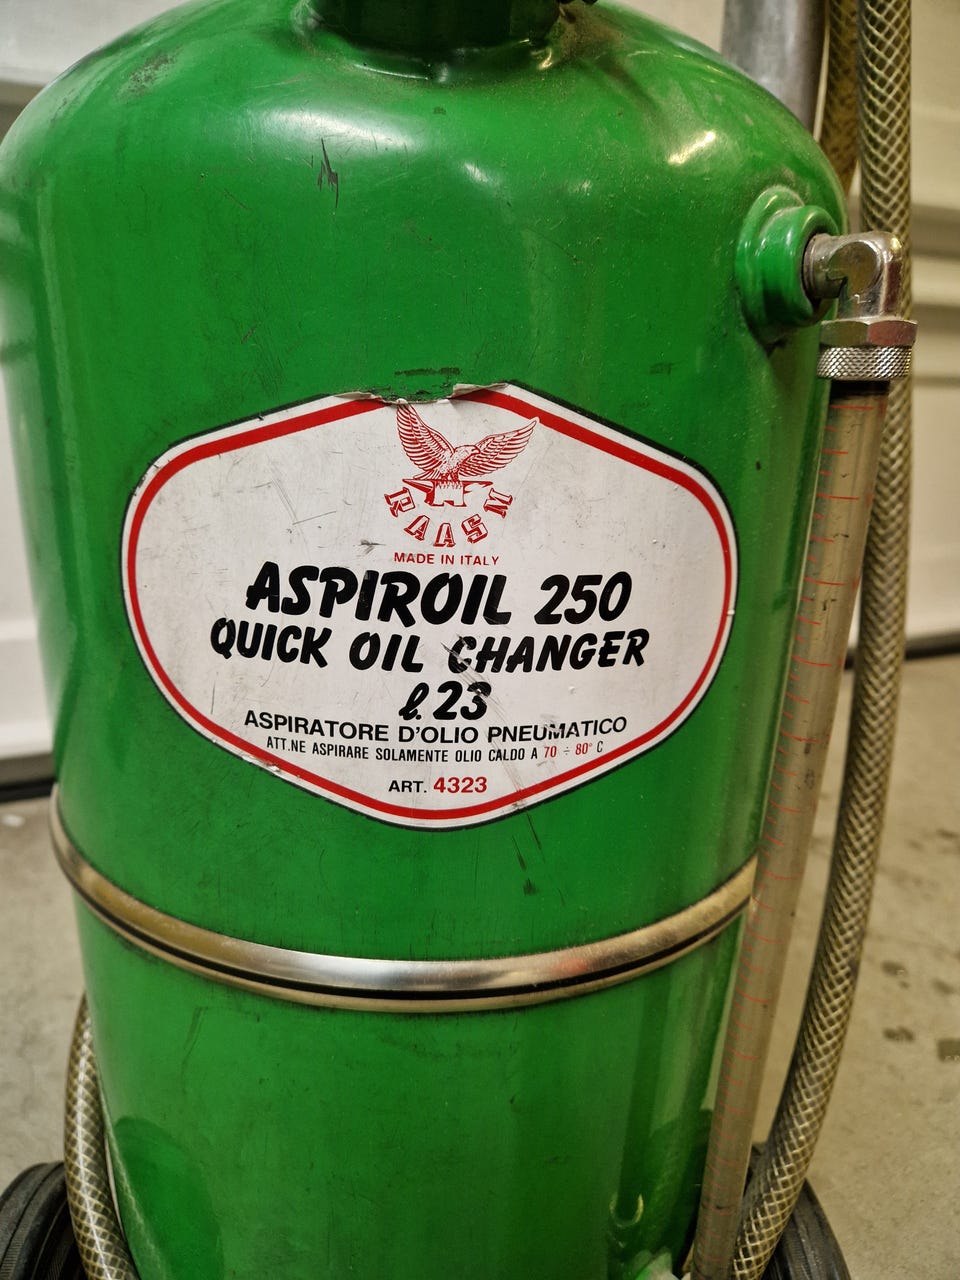 RAASM
MADE IN ITALY
ASPIROIL 250
QUICK OIL CHANGER
l. 23
ASPIRATORE D'OLIO PNEUMATICO
ATT.NE ASPIRARE SOLAMENTE OLIO CALDO A 70 ÷ 80° C
ART. 4323